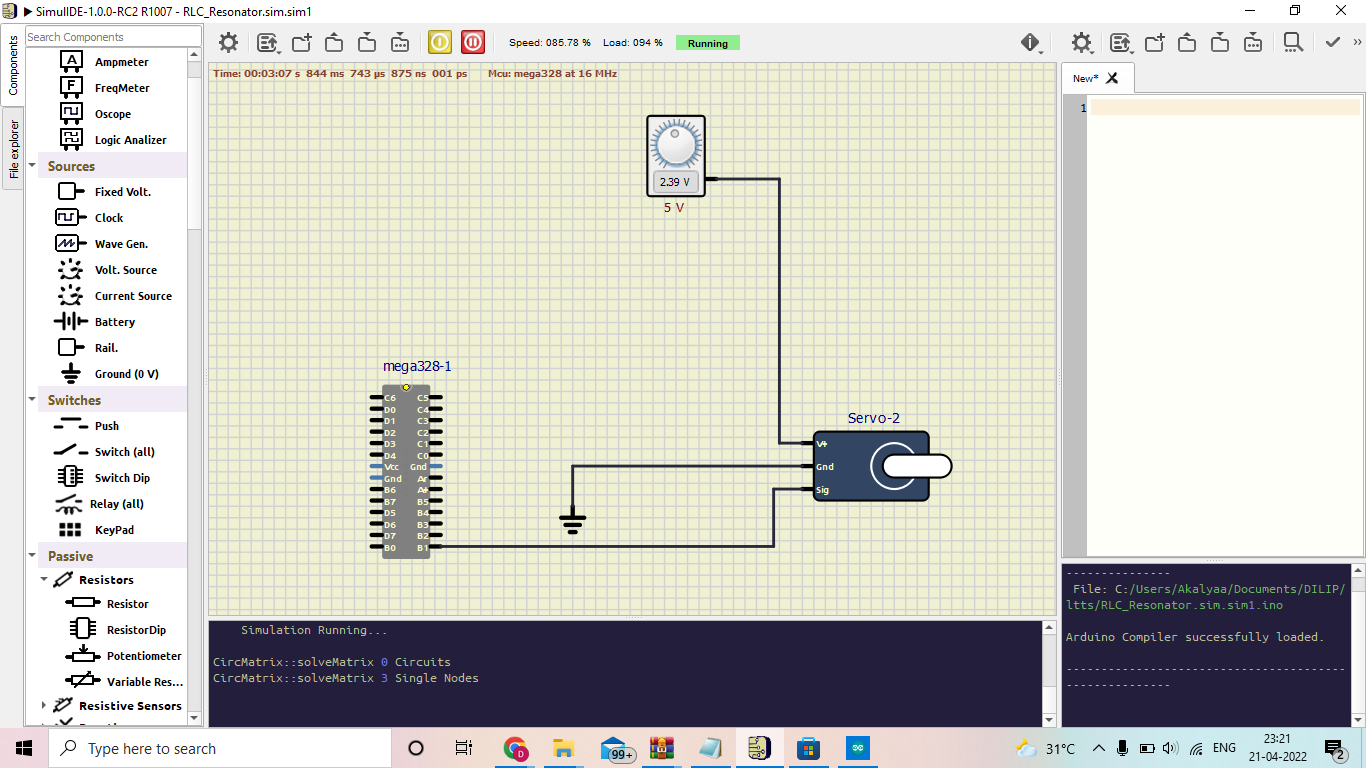 SimulIDE-1.0.0-RC2 R1007 - RLC_Resonator.sim.sim1
Components
File explorer
Search Components
Ampmeter
FreqMeter
Oscope
Logic Analizer
Sources
Fixed Volt.
Clock
Wave Gen.
Volt. Source
Current Source
Battery
Rail.
Ground (0 V)
Switches
Push
Switch (all)
Switch Dip
Relay (all)
KeyPad
Passive
Resistors
Resistor
ResistorDip
Potentiometer
Variable Res...
Resistive Sensors
Speed: 085.78 % Load: 094 % Running
Time: 00:03:07 s 844 ms 743 µs 875 ns 001 ps Mcu: mega328 at 16 MHz
2.39 V
5 V
mega328-1
C6 C5
D0 C4
D1 C3
D2 C2
D3 C1
D4 C0
Vcc Gnd
Gnd Ar
B6 A+
B7 B5
D5 B4
D6 B3
D7 B2
B0 B1
Servo-2
V+
Gnd
Sig
Simulation Running...
CircMatrix::solveMatrix 0 Circuits
CircMatrix::solveMatrix 3 Single Nodes
New*
1
---------------
File: C:/Users/Akalyaa/Documents/DILIP/
ltts/RLC_Resonator.sim.sim1.ino
Arduino Compiler successfully loaded.
----------------------------------------
---------------
Type here to search
D
99+
31°C
ENG
23:21
21-04-2022
2